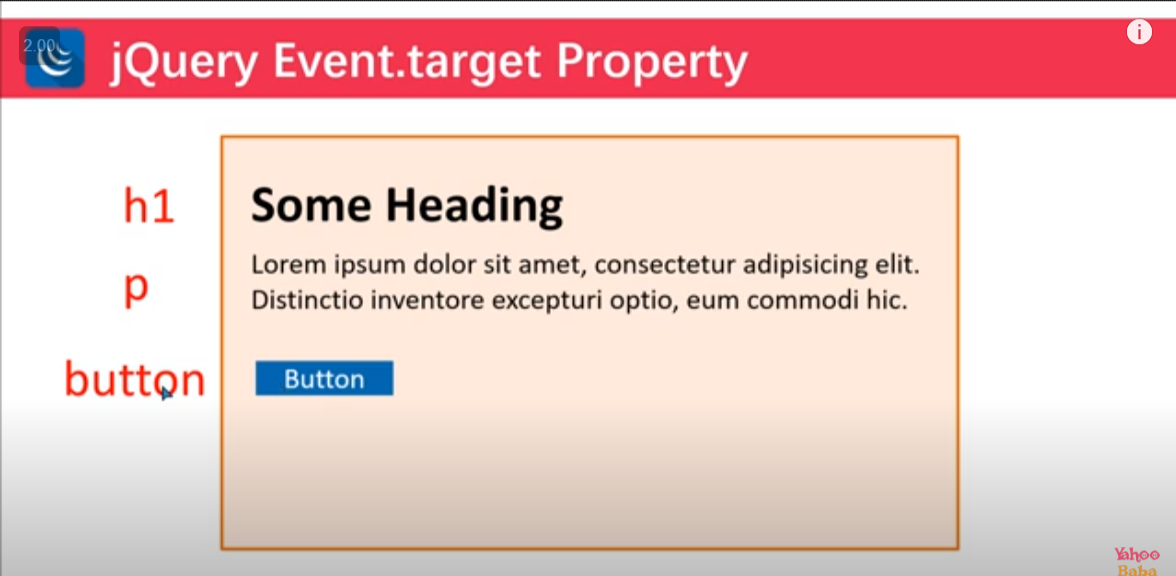 2.00
jQuery Event.target Property
i
h1
Some Heading
p
Lorem ipsum dolor sit amet, consectetur adipisicing elit.
Distinctio inventore excepturi optio, eum commodi hic.
button
Button
Yahoo
Baba